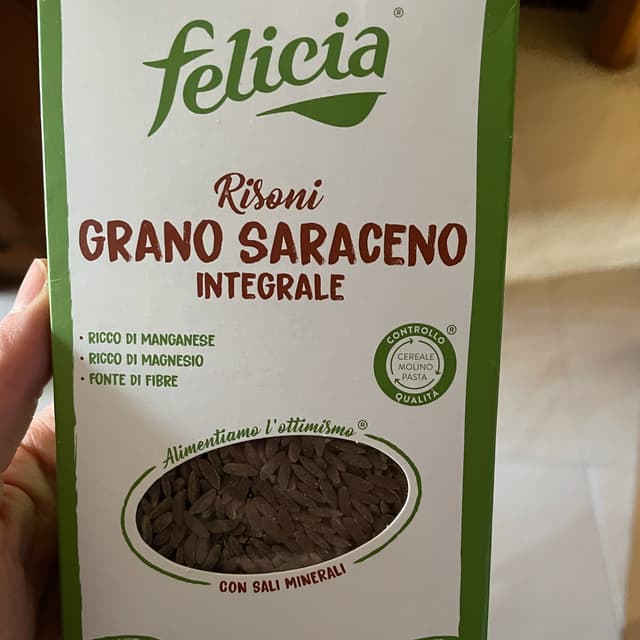 felicia®
Risoni
GRANO SARACENO
INTEGRALE
• RICCO DI MANGANESE
• RICCO DI MAGNESIO
• FONTE DI FIBRE
CONTROLLO ®
CEREALE
MOLINO
PASTA
QUALITÀ
Alimentiamo l'ottimismo®
CON SALI MINERALI